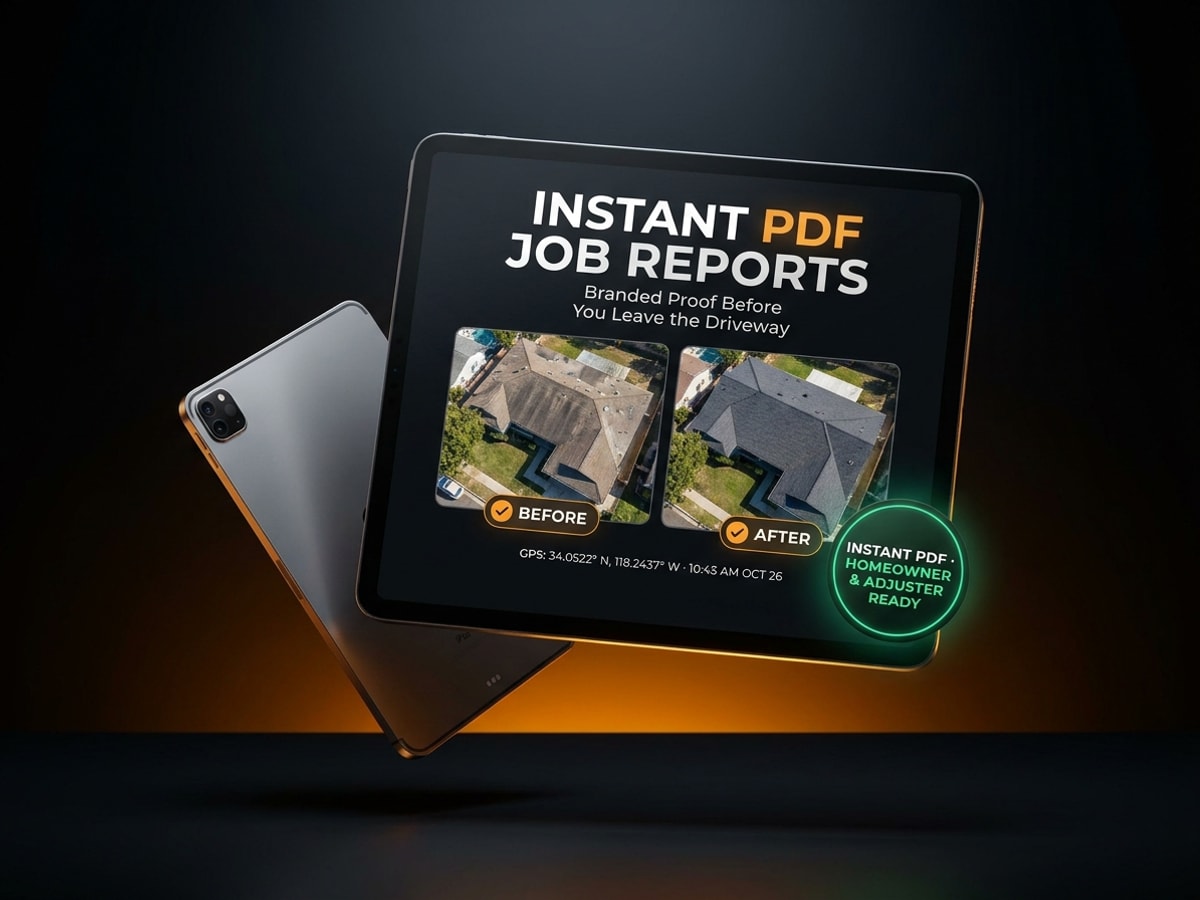 INSTANT PDF
JOB REPORTS
Branded Proof Before
You Leave the Driveway
BEFORE
AFTER
GPS: 34.0522° N, 118.2437° W · 10:43 AM OCT 26
INSTANT PDF ·
HOMEOWNER
& ADJUSTER
READY